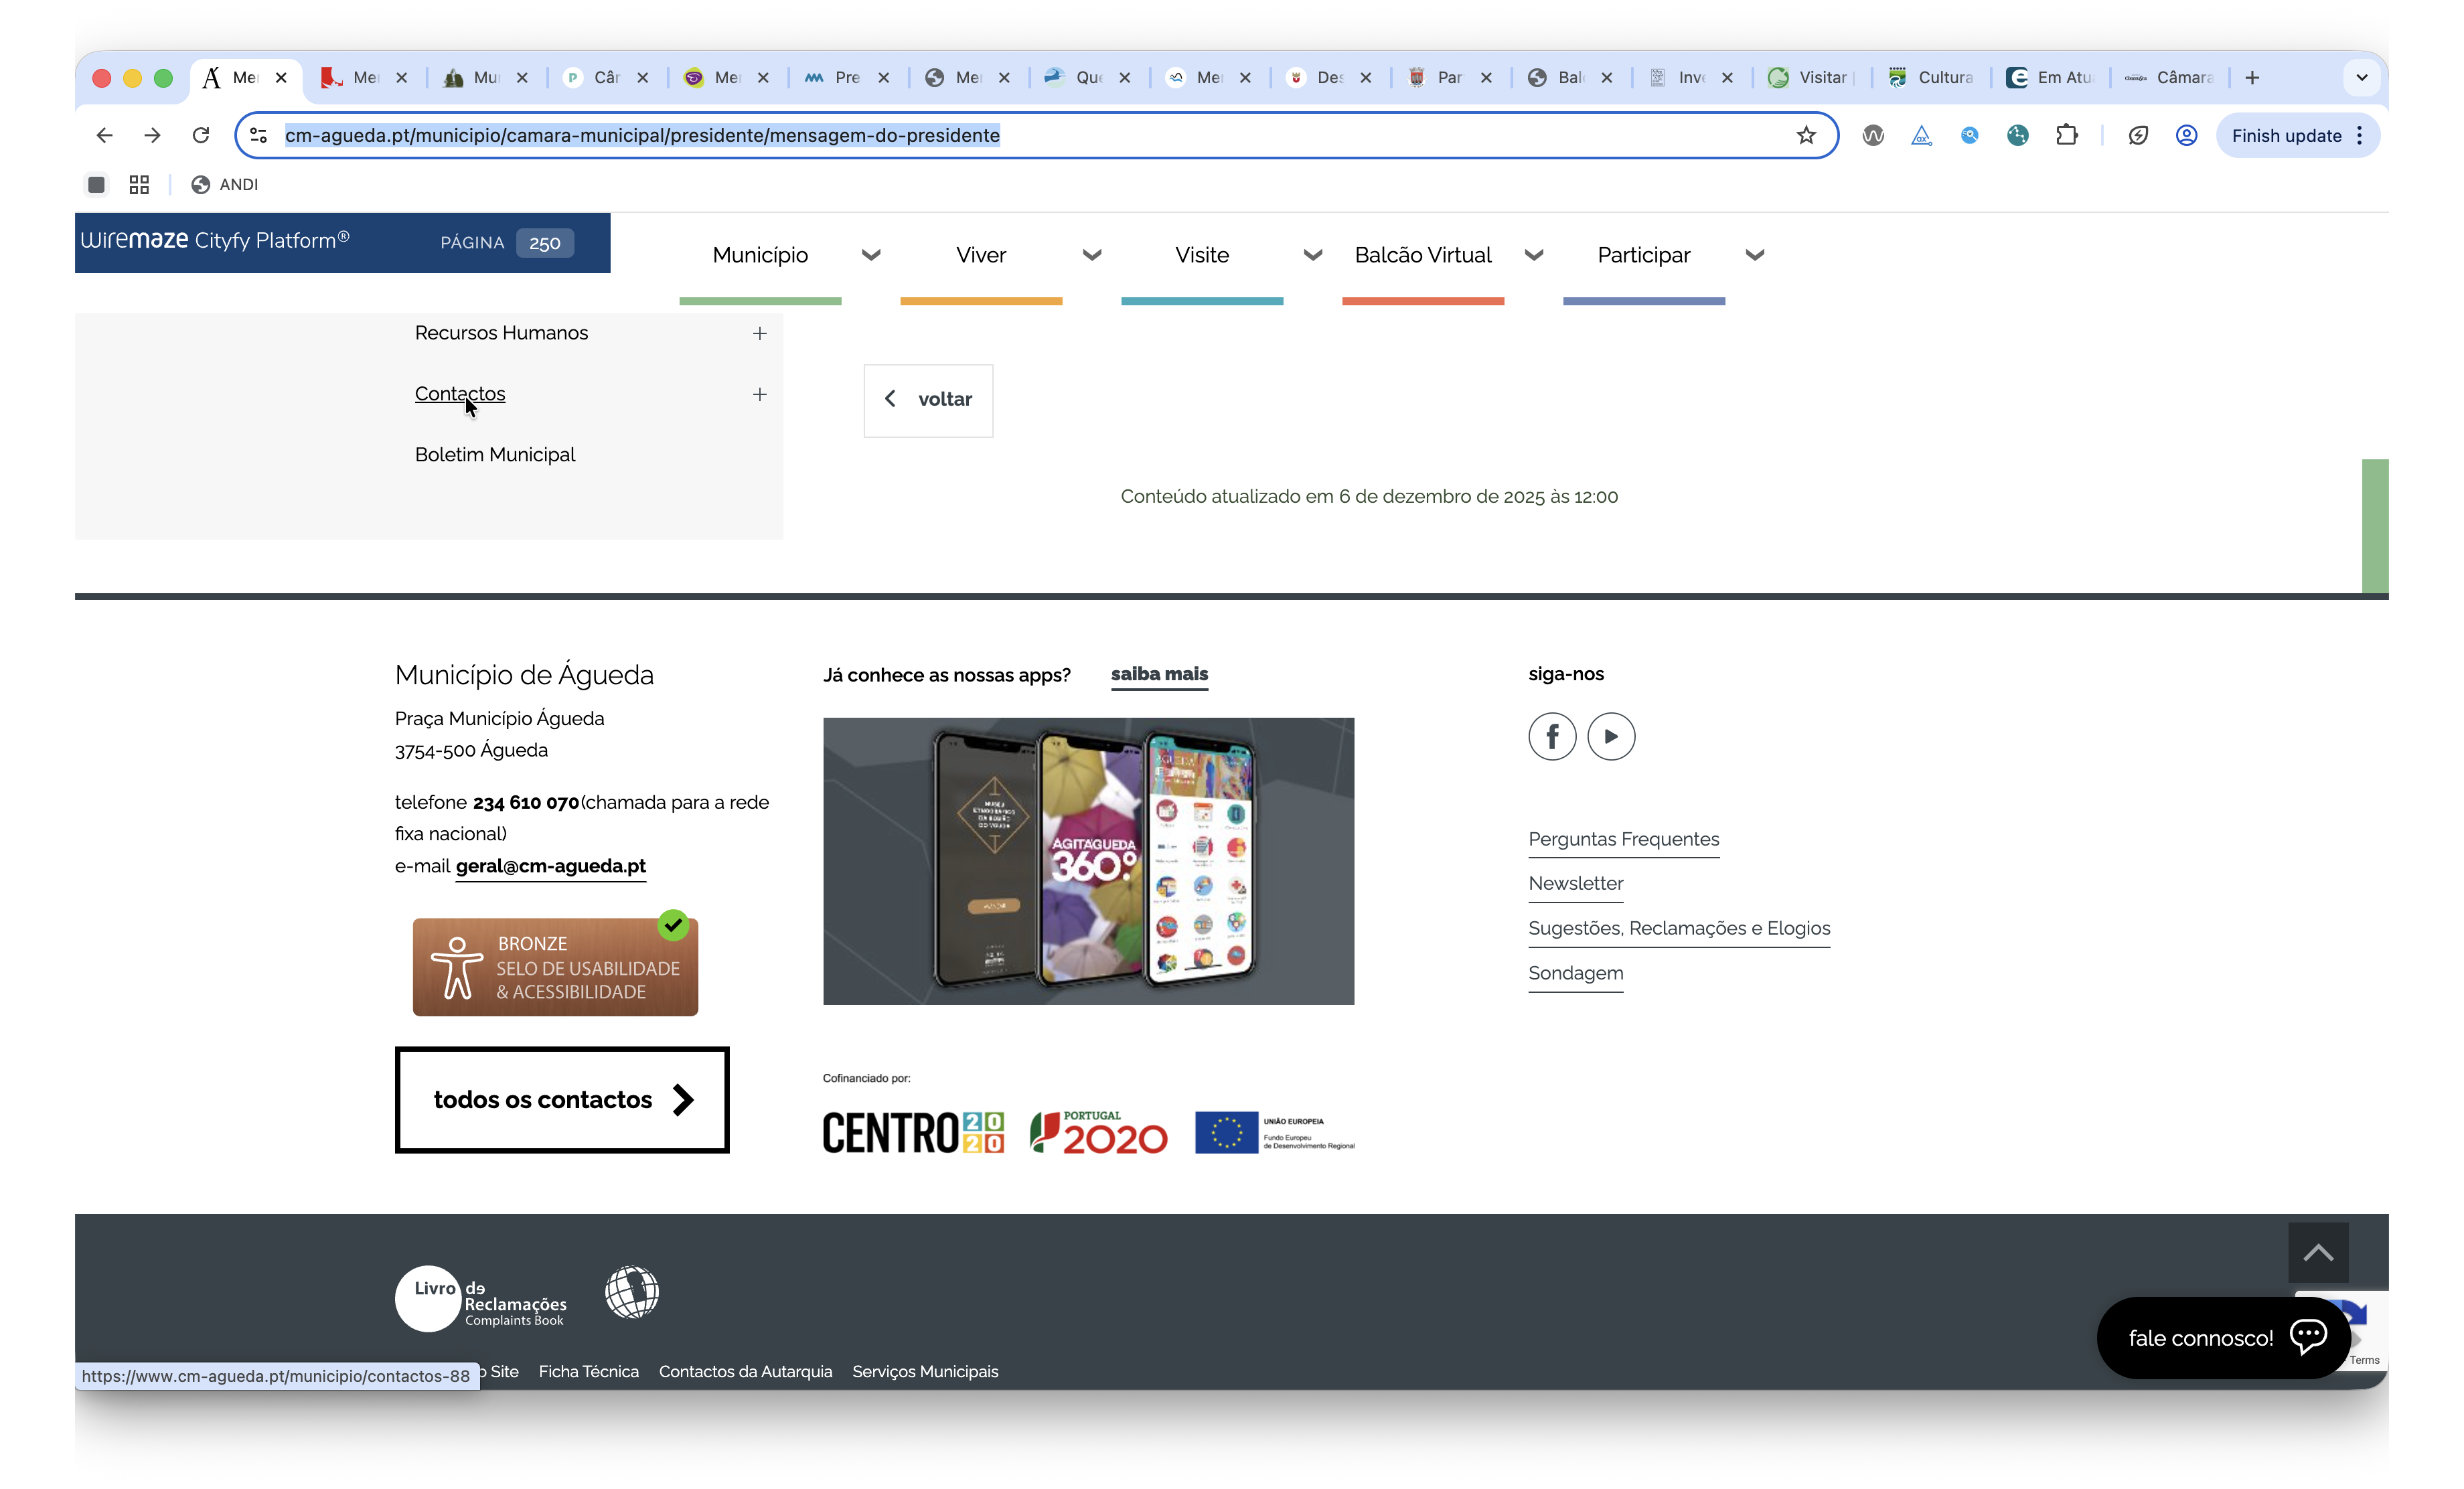 Me
Me
Mu
Câr
Me
Pre
Me
Que
Me
Des
Par
Bal
Inv
Visitar
Cultura
Em Atu
Câmara
cm-agueda.pt/municipio/camara-municipal/presidente/mensagem-do-presidente
Finish update
ANDI
wiremaze Cityfy Platform®
PÁGINA 250
Município
Viver
Visite
Balcão Virtual
Participar
Recursos Humanos
Contactos
Boletim Municipal
voltar
Conteúdo atualizado em 6 de dezembro de 2025 às 12:00
Município de Águeda
Praça Município Águeda
3754-500 Águeda
telefone 234 610 070(chamada para a rede
fixa nacional)
e-mail geral@cm-agueda.pt
BRONZE
SELO DE USABILIDADE
& ACESSIBILIDADE
todos os contactos
Já conhece as nossas apps? saiba mais
AGITÁGUEDA
360º
Cofinanciado por:
CENTRO 2020
PORTUGAL
2020
UNIÃO EUROPEIA
Fundo Europeu
de Desenvolvimento Regional
siga-nos
Perguntas Frequentes
Newsletter
Sugestões, Reclamações e Elogios
Sondagem
Livro de
Reclamações
Complaints Book
https://www.cm-agueda.pt/municipio/contactos-88
Site
Ficha Técnica
Contactos da Autarquia
Serviços Municipais
fale connosco!
Terms